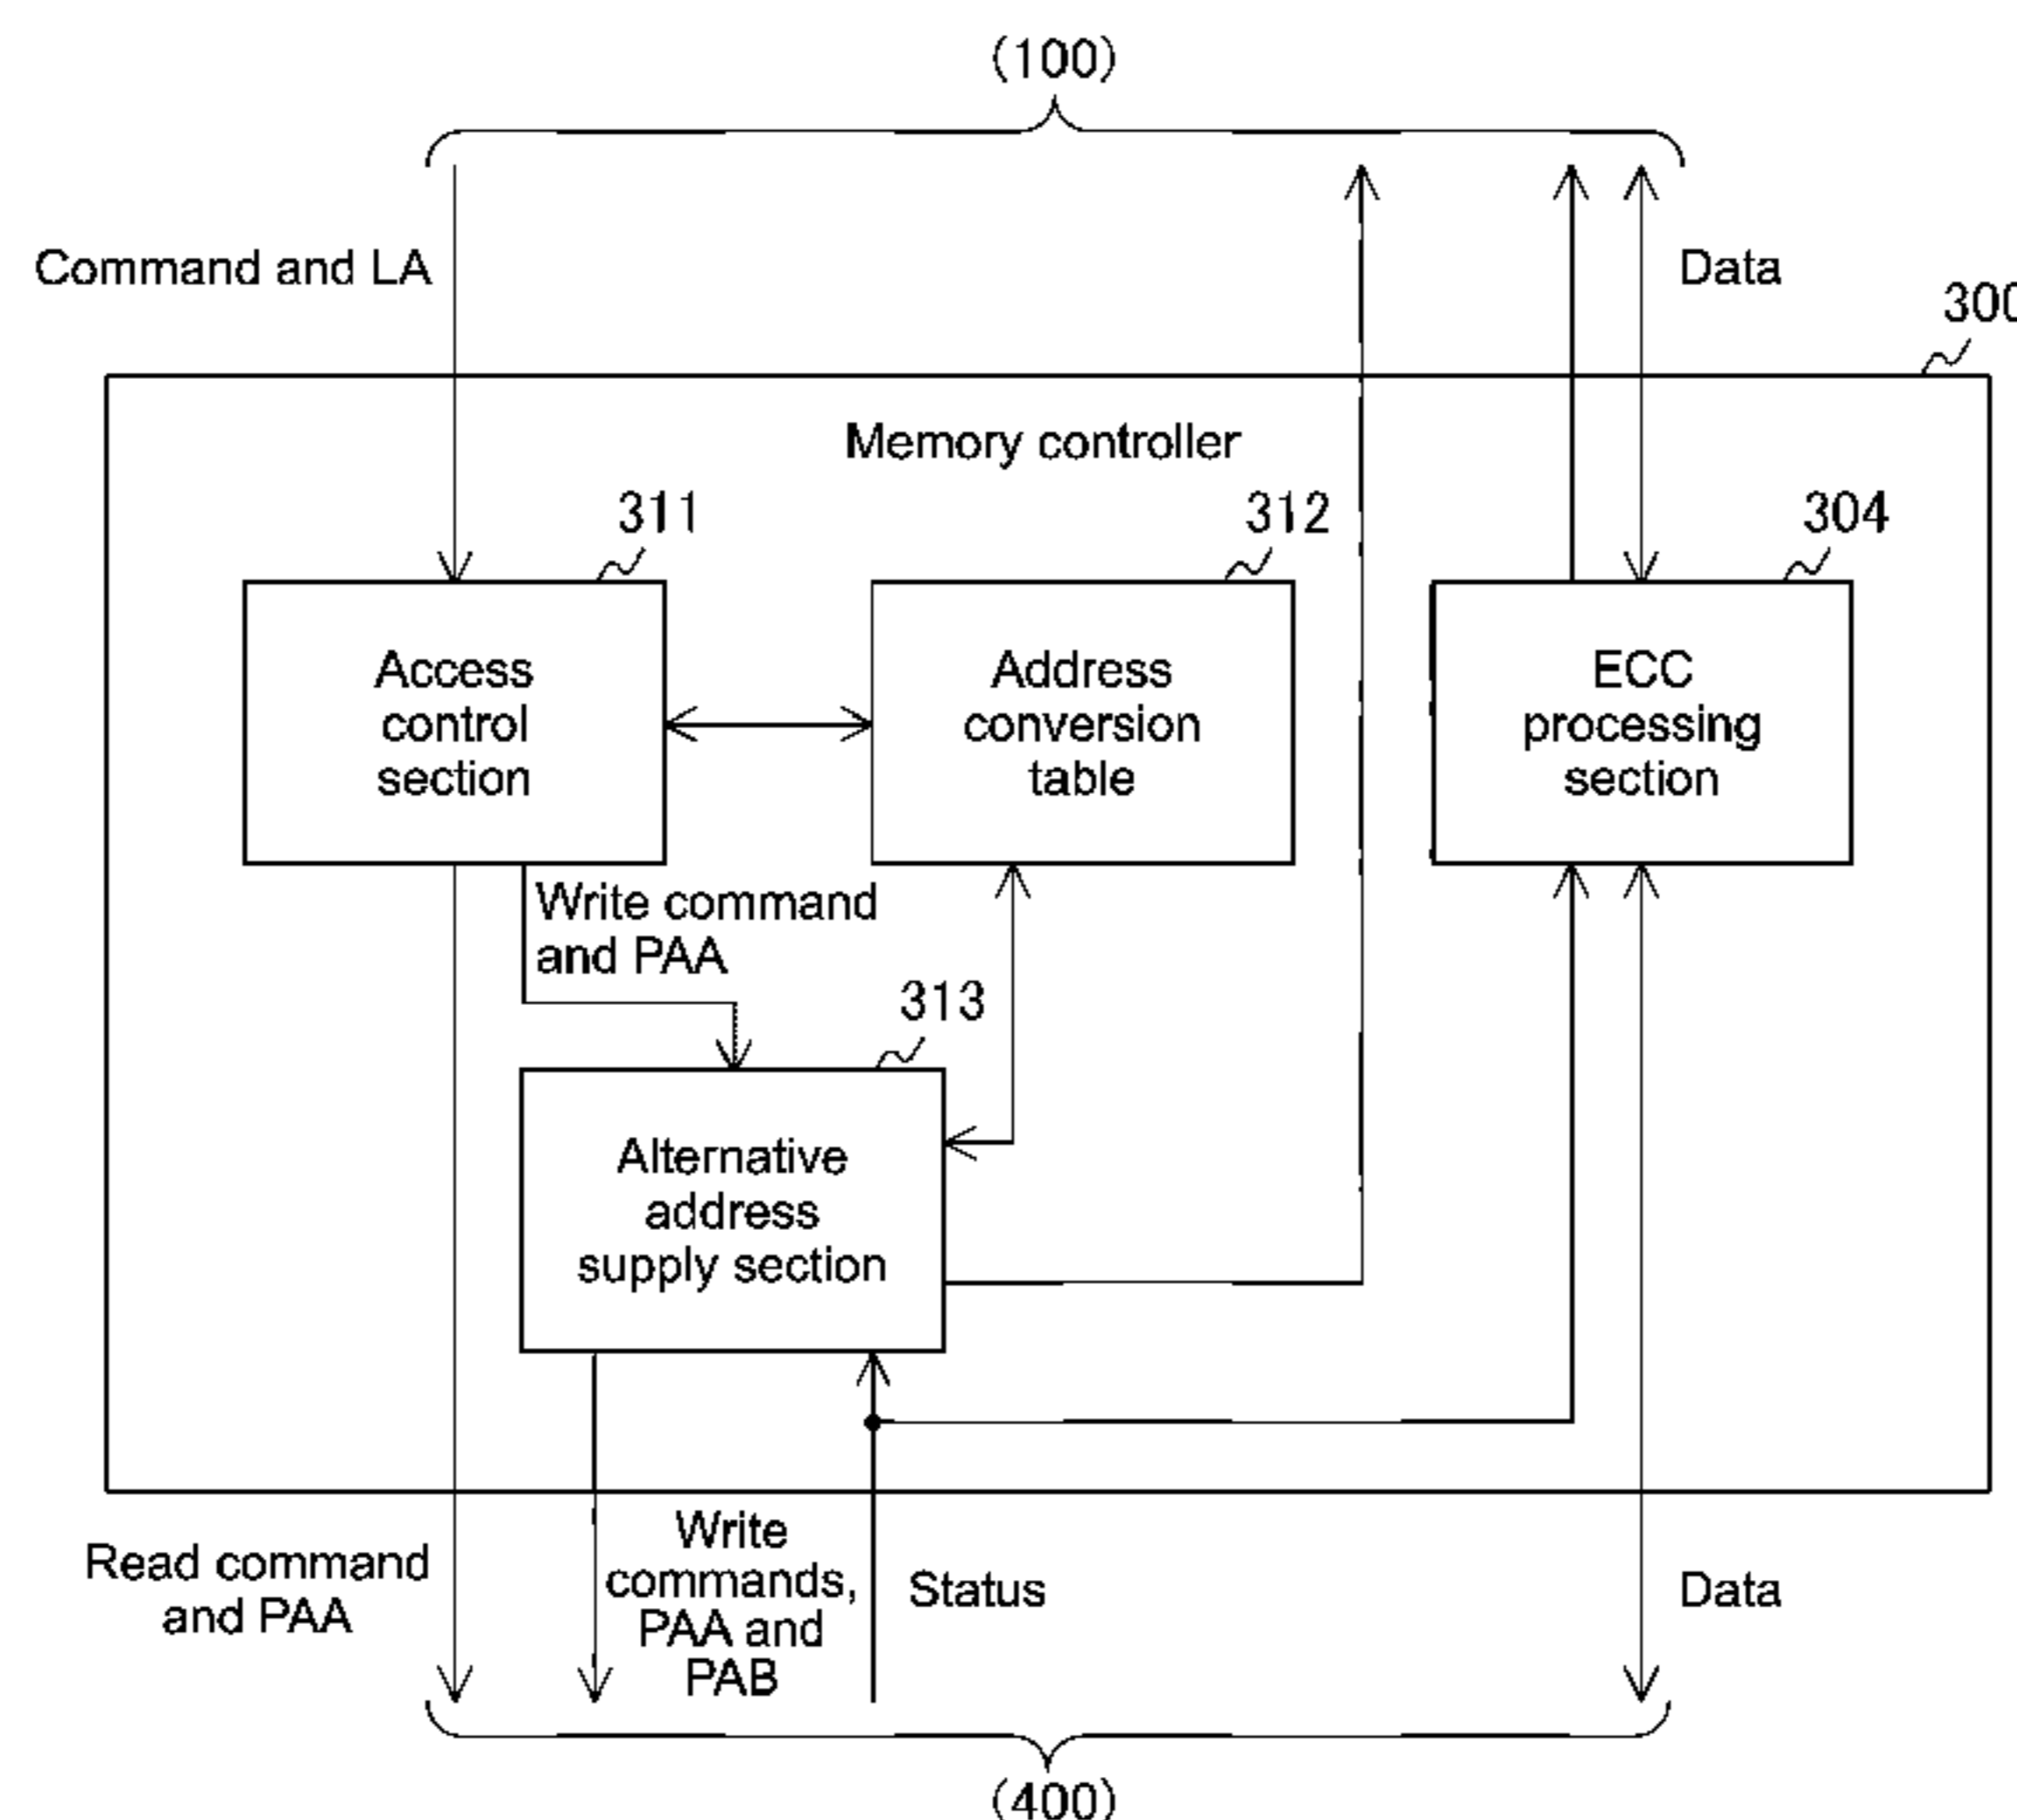 (100)
Command and LA
Data
300
Memory controller
311
312
304
Access
control
section
Address
conversion
table
ECC
processing
section
Write command
and PAA
313
Alternative
address
supply section
Read command
and PAA
Write
commands,
PAA and
PAB
Status
Data
(400)